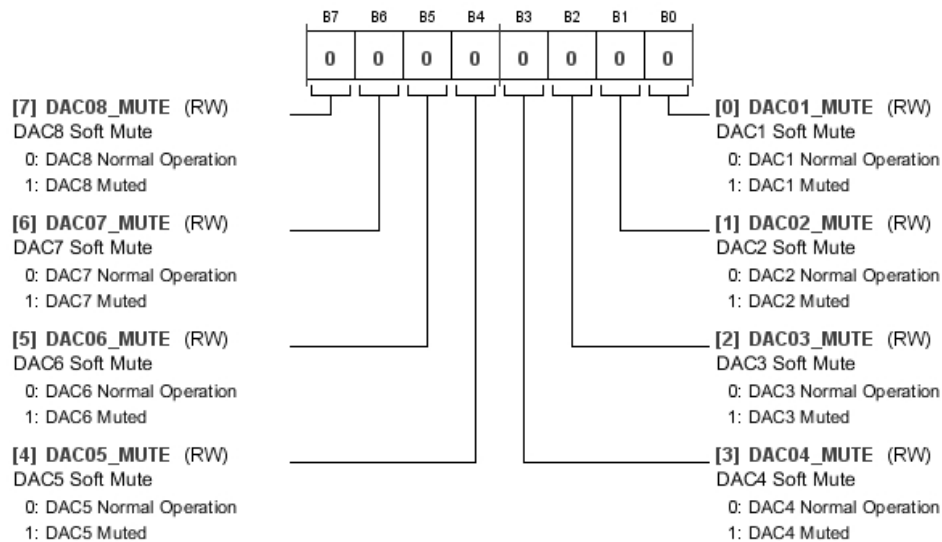 B7 B6 B5 B4 B3 B2 B1 B0
0 0 0 0 0 0 0 0
[7] DAC08_MUTE (RW)
DAC8 Soft Mute
0: DAC8 Normal Operation
1: DAC8 Muted
[6] DAC07_MUTE (RW)
DAC7 Soft Mute
0: DAC7 Normal Operation
1: DAC7 Muted
[5] DAC06_MUTE (RW)
DAC6 Soft Mute
0: DAC6 Normal Operation
1: DAC6 Muted
[4] DAC05_MUTE (RW)
DAC5 Soft Mute
0: DAC5 Normal Operation
1: DAC5 Muted
[0] DAC01_MUTE (RW)
DAC1 Soft Mute
0: DAC1 Normal Operation
1: DAC1 Muted
[1] DAC02_MUTE (RW)
DAC2 Soft Mute
0: DAC2 Normal Operation
1: DAC2 Muted
[2] DAC03_MUTE (RW)
DAC3 Soft Mute
0: DAC3 Normal Operation
1: DAC3 Muted
[3] DAC04_MUTE (RW)
DAC4 Soft Mute
0: DAC4 Normal Operation
1: DAC4 Muted